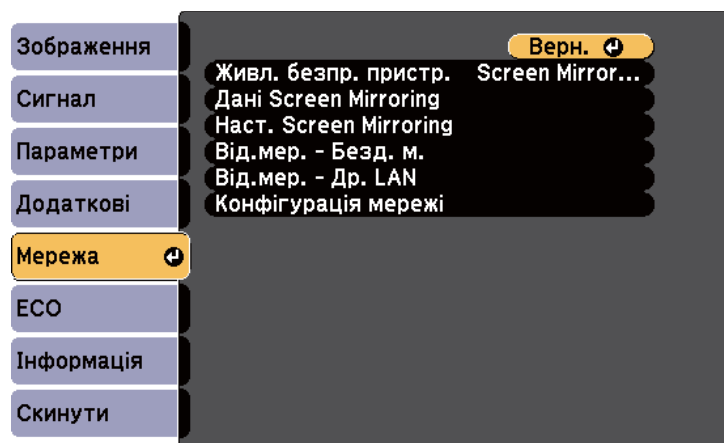 Зображення
Сигнал
Параметри
Додаткові
Мережа
ECO
Інформація
Скинути
Верн.
Живл. безпр. пристр. Screen Mirror...
Дані Screen Mirroring
Наст. Screen Mirroring
Від.мер. - Безд. м.
Від.мер. - Др. LAN
Конфігурація мережі